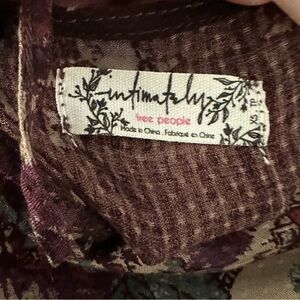 intimately
free people
Made in China . Fabriqué en Chine